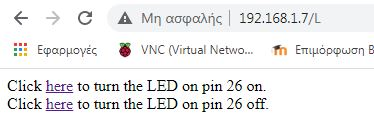 Μη ασφαλής | 192.168.1.7/L
Εφαρμογές VNC (Virtual Netwo... Επιμόρφωση Β
Click here to turn the LED on pin 26 on.
Click here to turn the LED on pin 26 off.